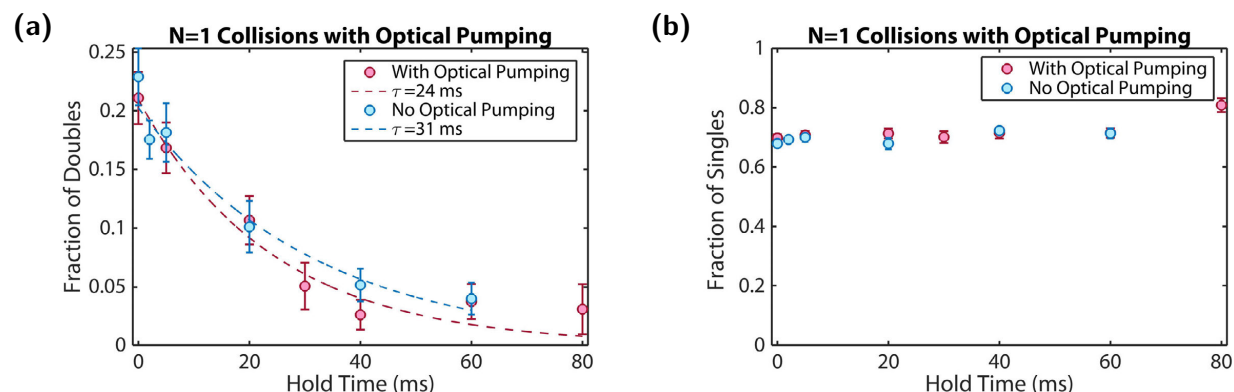 (a)
N=1 Collisions with Optical Pumping
With Optical Pumping
τ=24 ms
No Optical Pumping
τ=31 ms
Fraction of Doubles
0.25
0.2
0.15
0.1
0.05
0
0
20
40
60
80
Hold Time (ms)
(b)
N=1 Collisions with Optical Pumping
With Optical Pumping
No Optical Pumping
Fraction of Singles
1
0.8
0.6
0.4
0.2
0
0
20
40
60
80
Hold Time (ms)